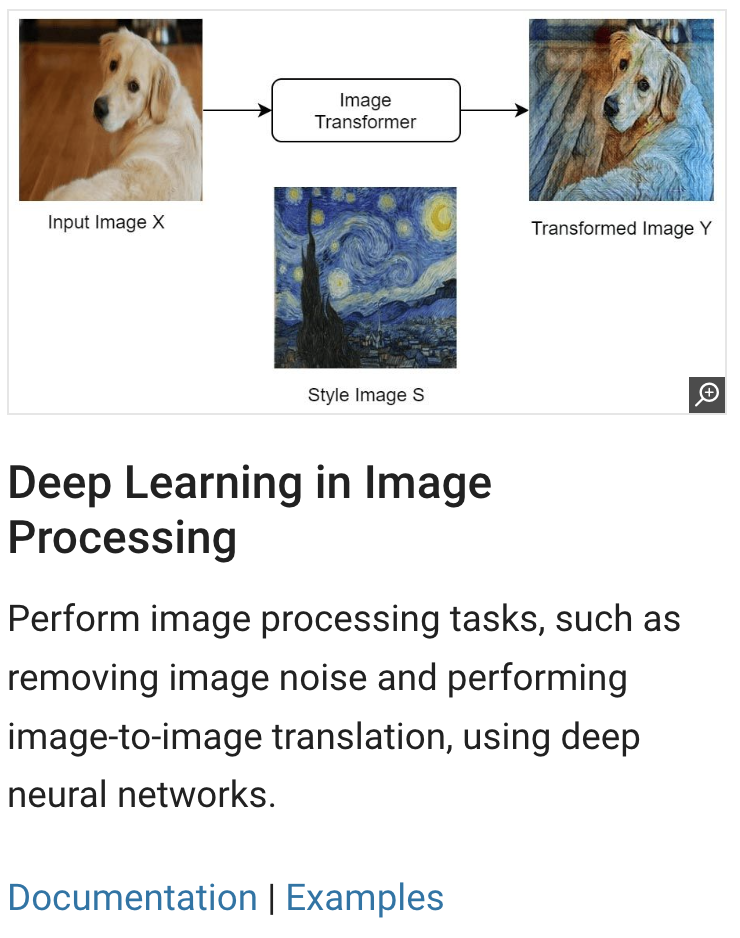 Image
Transformer
Input Image X
Transformed Image Y
Style Image S
Deep Learning in Image
Processing
Perform image processing tasks, such as
removing image noise and performing
image-to-image translation, using deep
neural networks.
Documentation | Examples